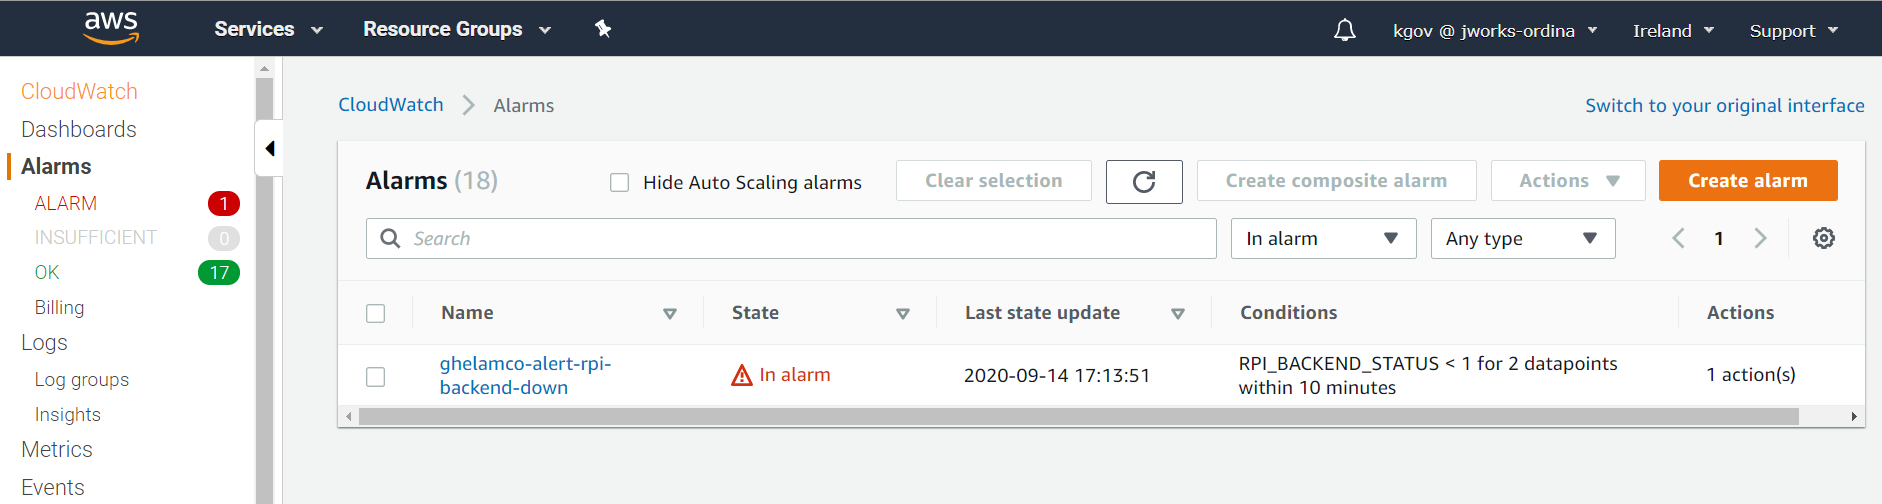 aws
Services
Resource Groups
kgov @ jworks-ordina
Ireland
Support
CloudWatch
Dashboards
Alarms
ALARM 1
INSUFFICIENT 0
OK 17
Billing
Logs
Log groups
Insights
Metrics
Events
CloudWatch
Alarms
Switch to your original interface
Alarms (18)
Hide Auto Scaling alarms
Clear selection
Create composite alarm
Actions
Create alarm
Search
In alarm
Any type
1
Name
State
Last state update
Conditions
Actions
ghelamco-alert-rpi-
backend-down
In alarm
2020-09-14 17:13:51
RPI_BACKEND_STATUS < 1 for 2 datapoints
within 10 minutes
1 action(s)